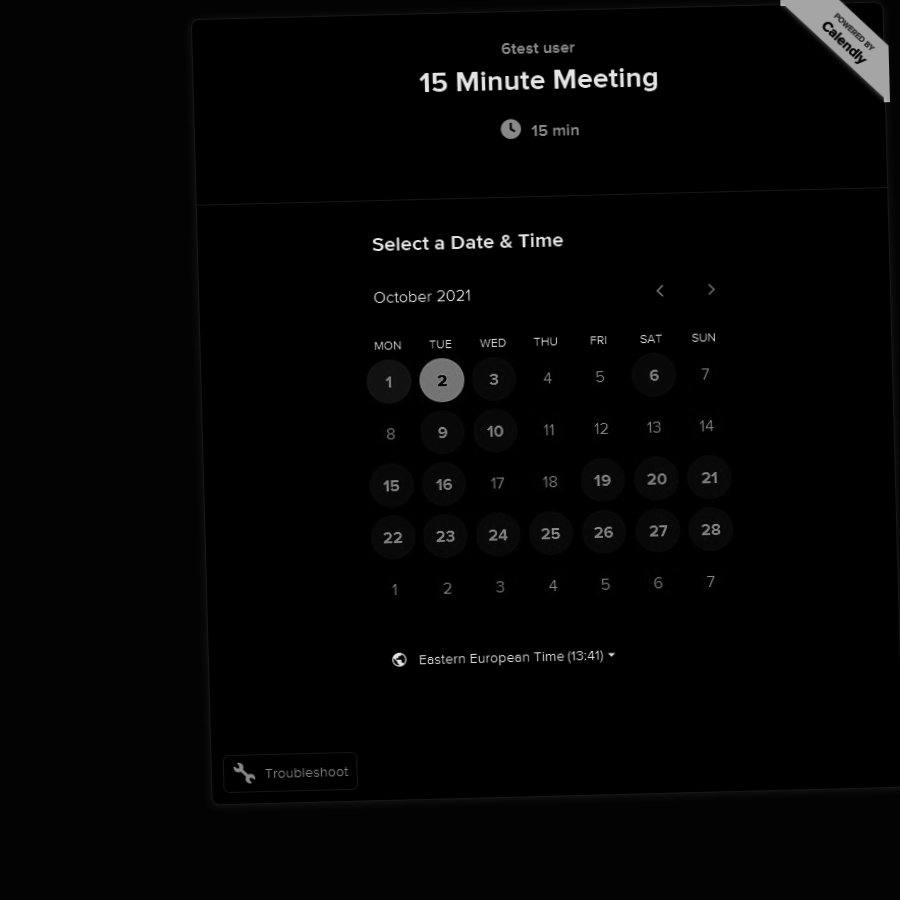 POWERED BY
Calendly
6test user
15 Minute Meeting
15 min
Select a Date & Time
October 2021
MON TUE WED THU FRI SAT SUN
1 2 3 4 5 6 7
8 9 10 11 12 13 14
15 16 17 18 19 20 21
22 23 24 25 26 27 28
1 2 3 4 5 6 7
Eastern European Time (13:41)
Troubleshoot